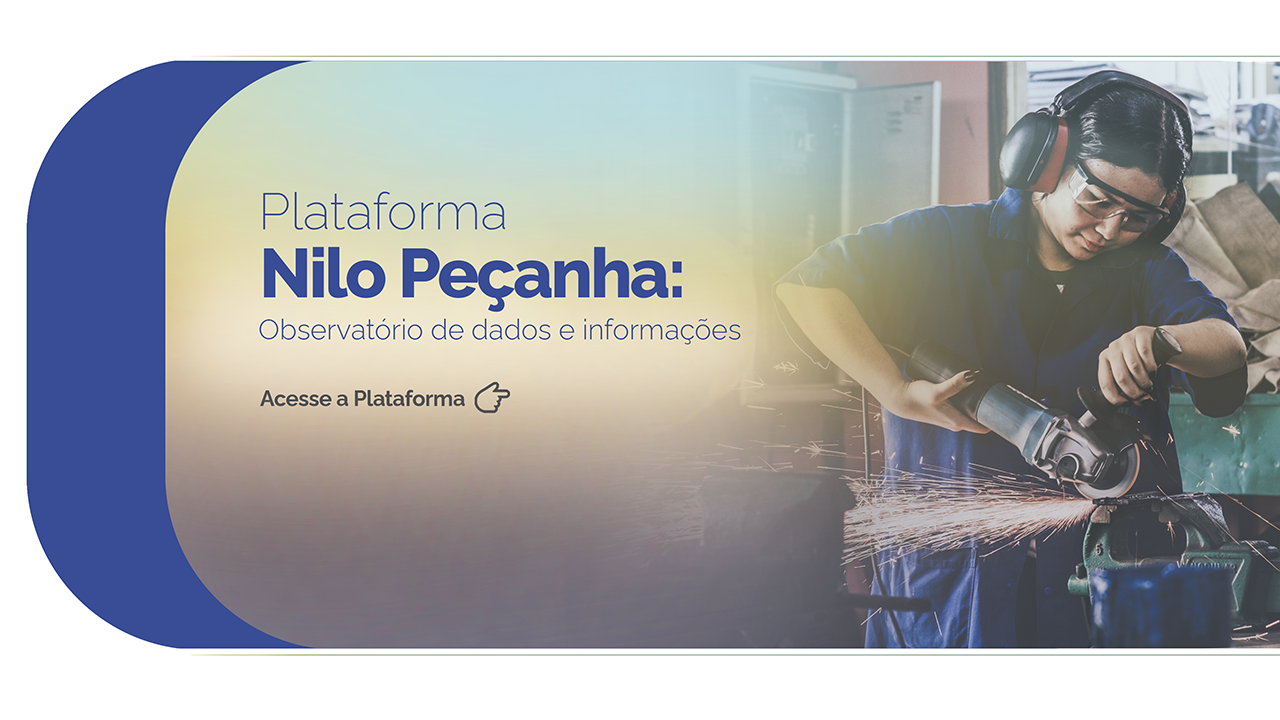 Plataforma
Nilo Peçanha:
Observatório de dados e informações
Acesse a Plataforma